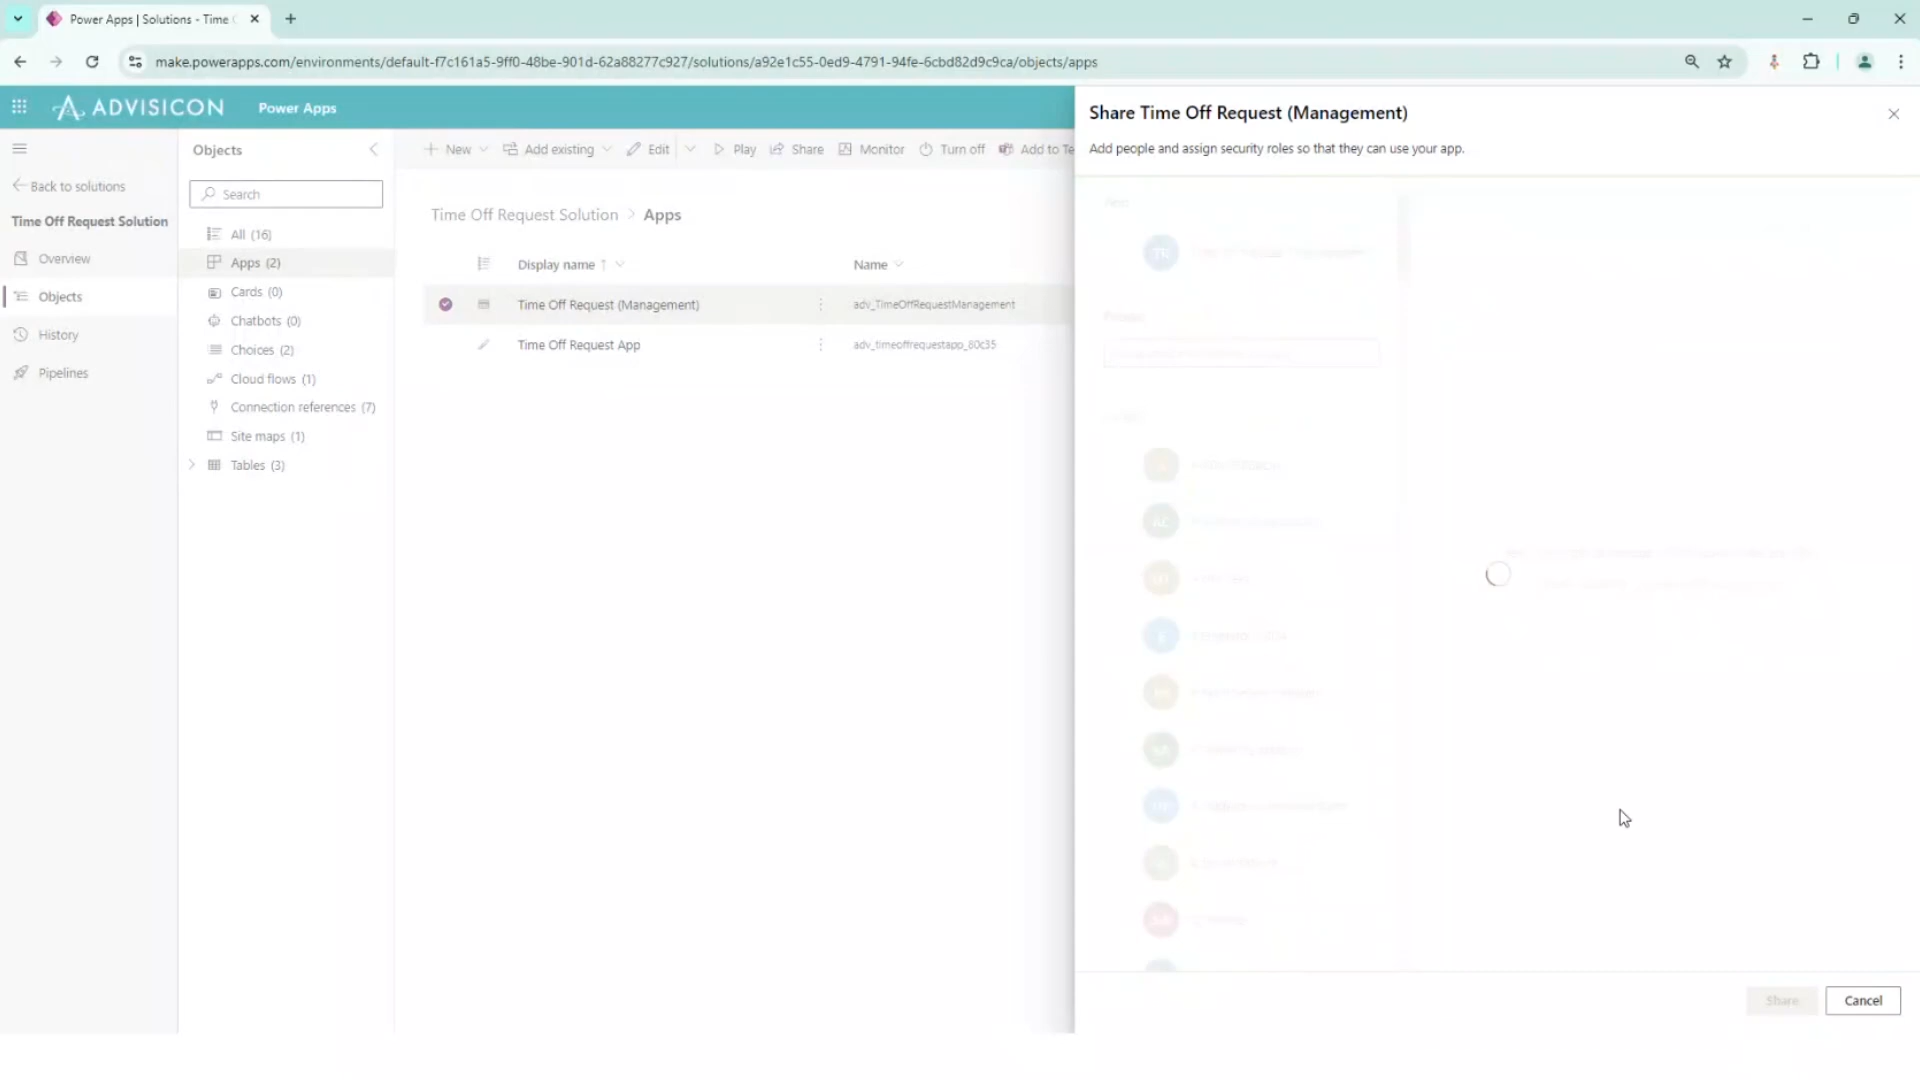 Power Apps | Solutions - Time
make.powerapps.com/environments/default-f7c161a5-9ff0-48be-901d-62a88277c927/solutions/a92e1c55-0ed9-4791-94fe-6cbd82d9c9ca/objects/apps
ADVISICON Power Apps
Share Time Off Request (Management)
Add people and assign security roles so that they can use your app.
Objects
New Add existing Edit Play Share Monitor Turn off Add to Te
Back to solutions
Search
Time Off Request Solution
Time Off Request Solution > Apps
Overview
Objects
History
Pipelines
All (16)
Apps (2)
Cards (0)
Chatbots (0)
Choices (2)
Cloud flows (1)
Connection references (7)
Site maps (1)
Tables (3)
Display name ↑ Name
Time Off Request (Management) adv_TimeOffRequestManagement
Time Off Request App adv_timeoffrequestapp_80c35
Share Cancel